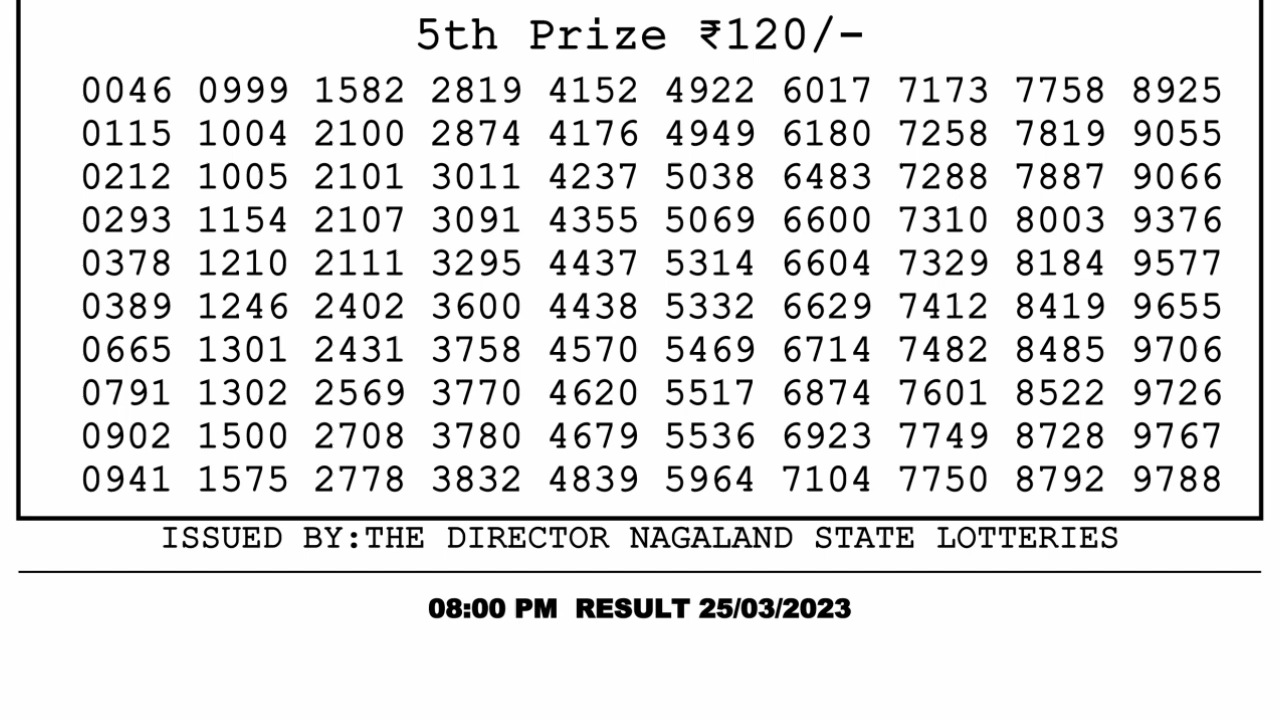 5th Prize ₹120/-
0046 0999 1582 2819 4152 4922 6017 7173 7758 8925
0115 1004 2100 2874 4176 4949 6180 7258 7819 9055
0212 1005 2101 3011 4237 5038 6483 7288 7887 9066
0293 1154 2107 3091 4355 5069 6600 7310 8003 9376
0378 1210 2111 3295 4437 5314 6604 7329 8184 9577
0389 1246 2402 3600 4438 5332 6629 7412 8419 9655
0665 1301 2431 3758 4570 5469 6714 7482 8485 9706
0791 1302 2569 3770 4620 5517 6874 7601 8522 9726
0902 1500 2708 3780 4679 5536 6923 7749 8728 9767
0941 1575 2778 3832 4839 5964 7104 7750 8792 9788
ISSUED BY:THE DIRECTOR NAGALAND STATE LOTTERIES
08:00 PM RESULT 25/03/2023